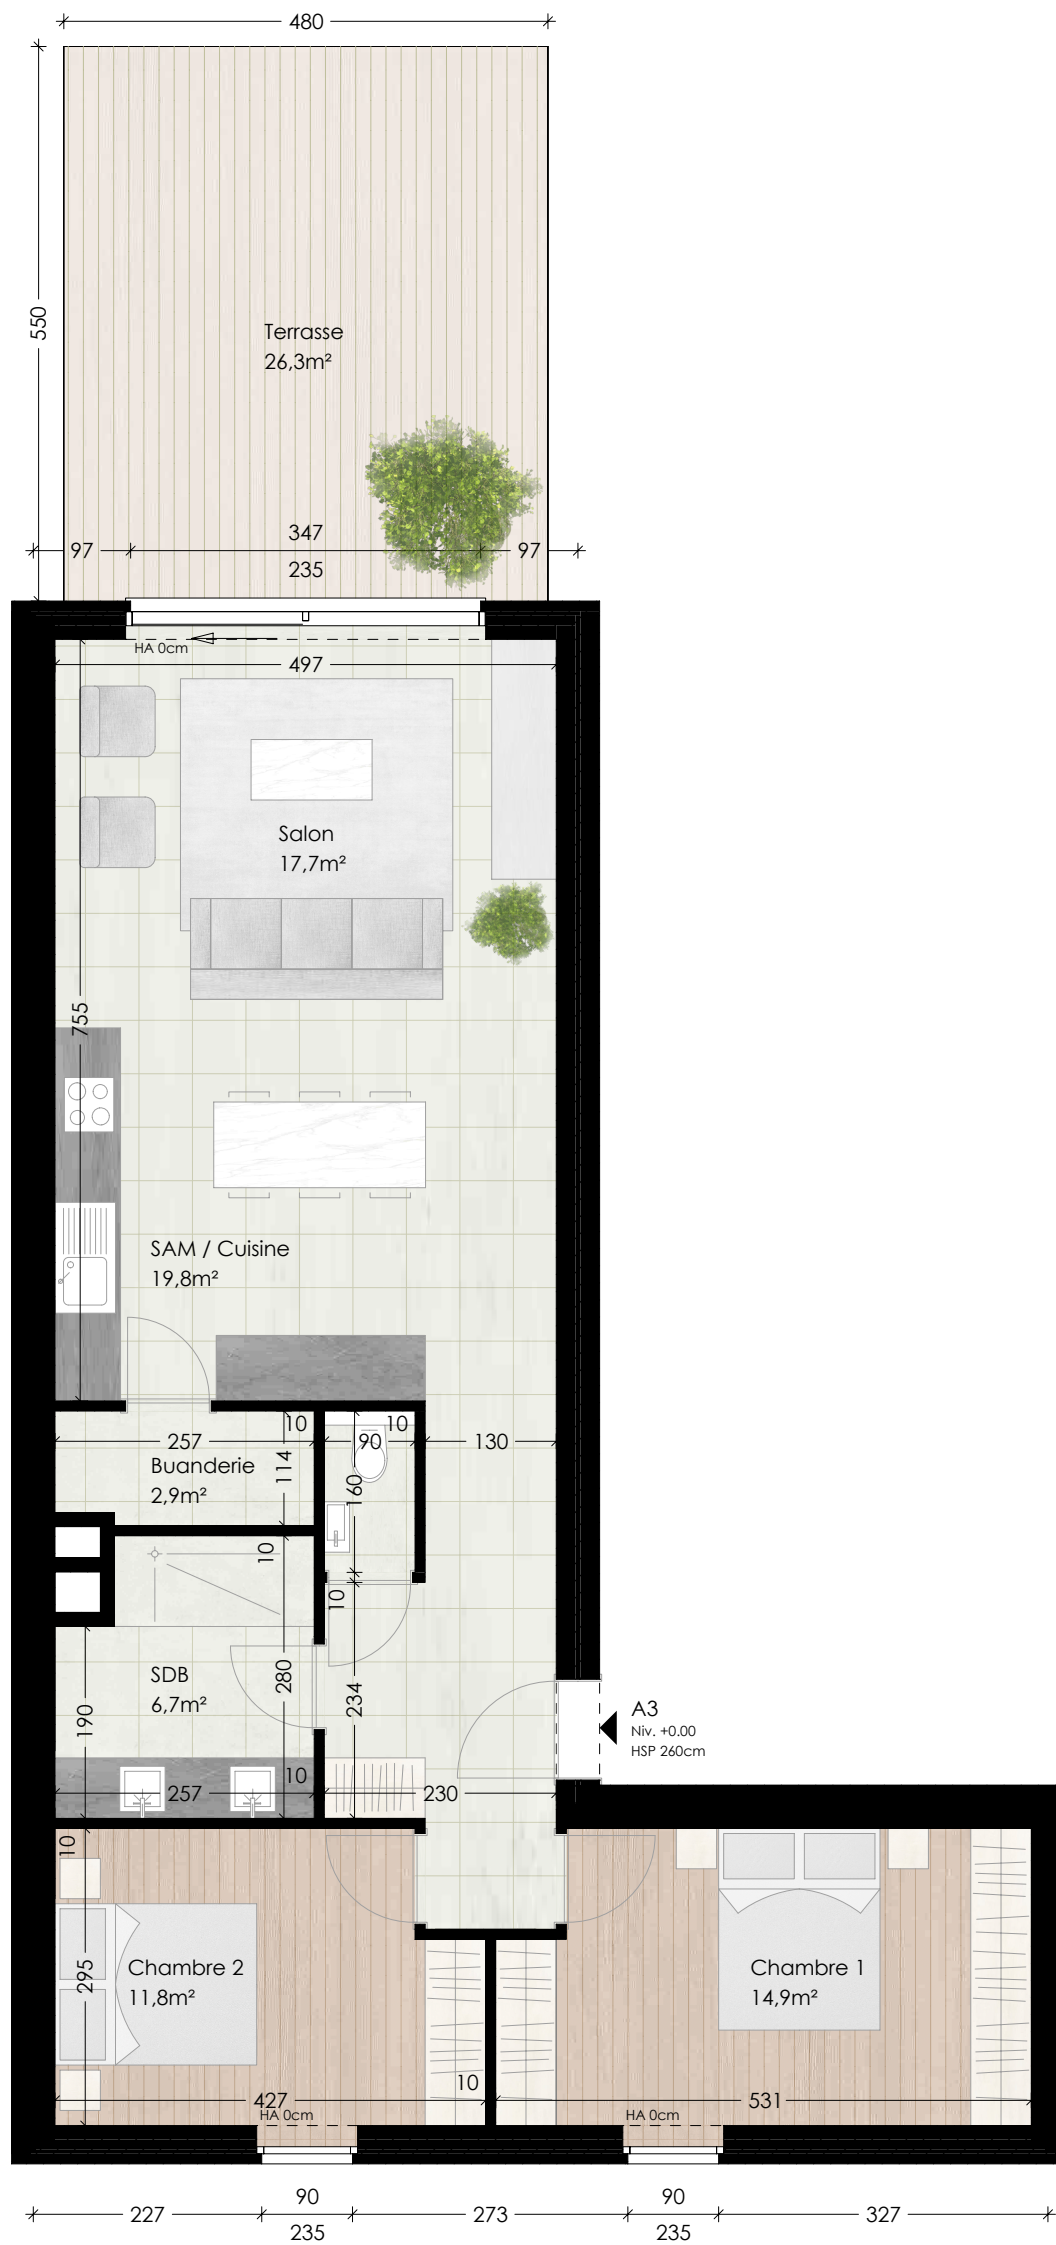 480
550
Terrasse
26,3m²
97
347
97
235
HA 0cm
497
Salon
17,7m²
755
SAM / Cuisine
19,8m²
10
10
257
90
130
Buanderie
2,9m²
114
160
10
10
SDB
6,7m²
280
234
190
A3
Niv. +0.00
HSP 260cm
10
257
230
10
Chambre 2
11,8m²
295
Chambre 1
14,9m²
10
427
531
HA 0cm
HA 0cm
90
90
227
273
327
235
235